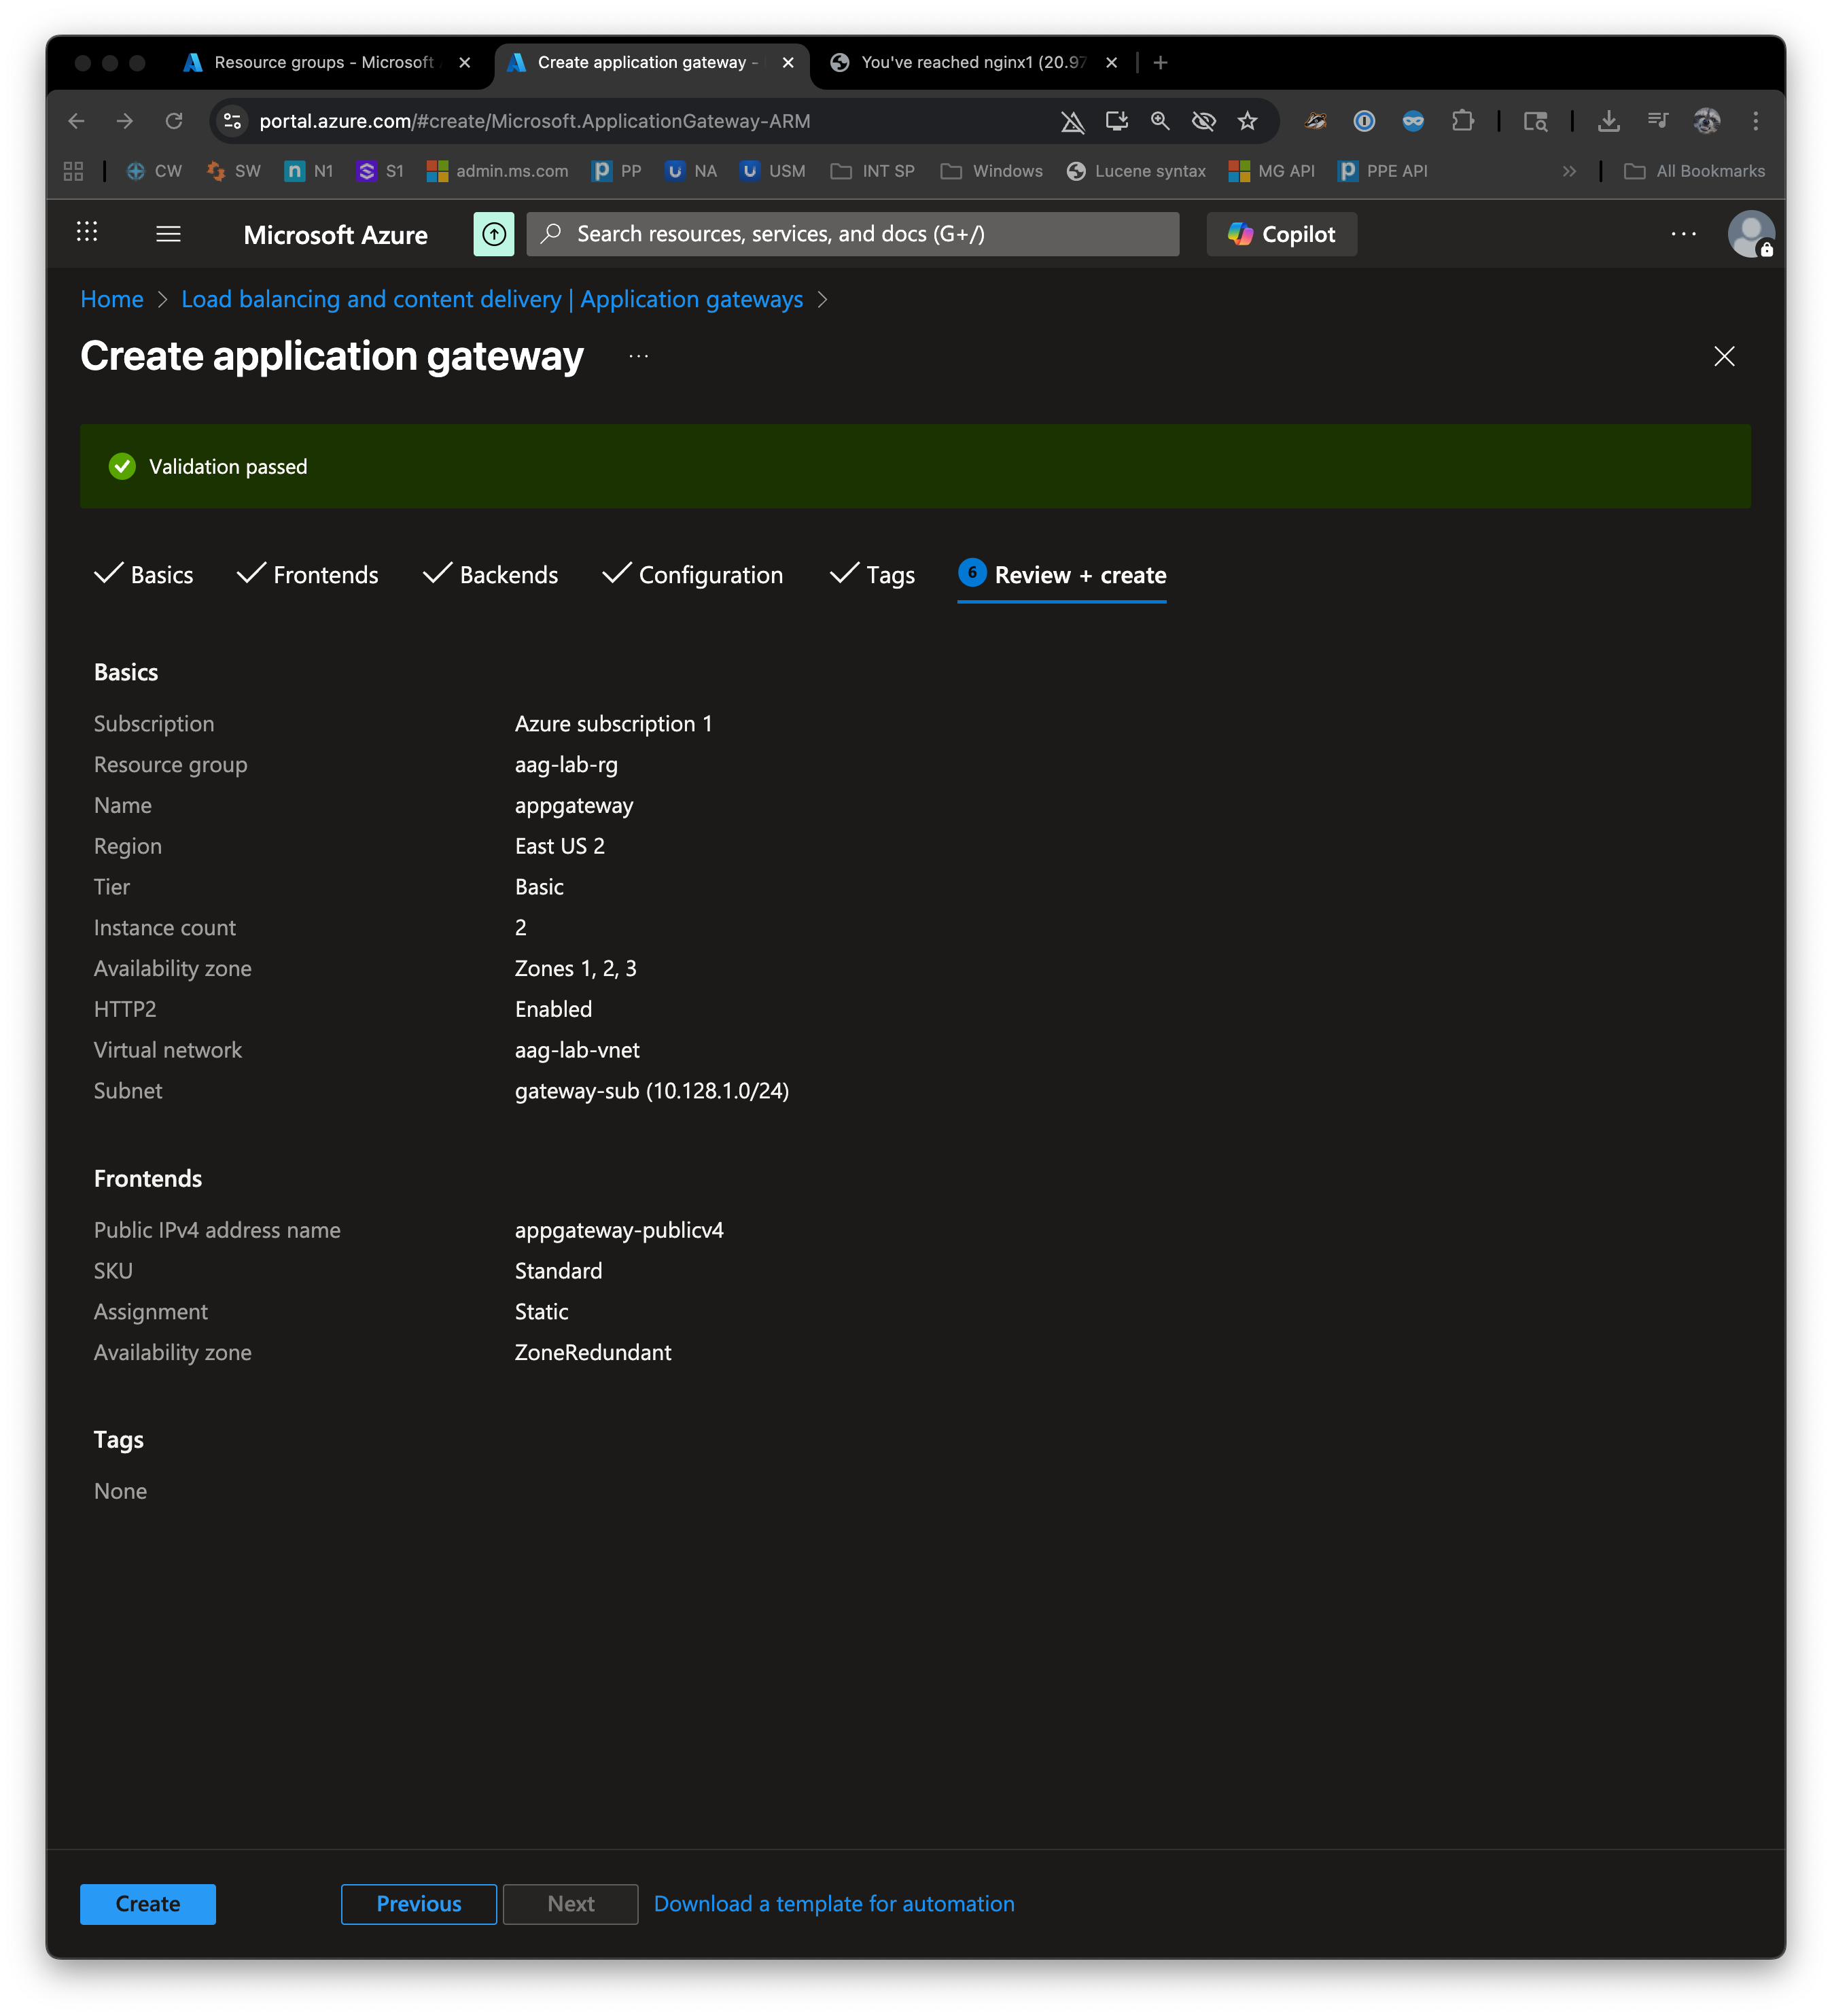 Resource groups - Microsoft
Create application gateway -
You've reached nginx1 (20.97
portal.azure.com/#create/Microsoft.ApplicationGateway-ARM
CW
SW
N1
S1
admin.ms.com
PP
NA
USM
INT SP
Windows
Lucene syntax
MG API
PPE API
All Bookmarks
Microsoft Azure
Search resources, services, and docs (G+/)
Copilot
Home > Load balancing and content delivery | Application gateways >
Create application gateway
Validation passed
Basics
Frontends
Backends
Configuration
Tags
6 Review + create
Basics
Subscription Azure subscription 1
Resource group aag-lab-rg
Name appgateway
Region East US 2
Tier Basic
Instance count 2
Availability zone Zones 1, 2, 3
HTTP2 Enabled
Virtual network aag-lab-vnet
Subnet gateway-sub (10.128.1.0/24)
Frontends
Public IPv4 address name appgateway-publicv4
SKU Standard
Assignment Static
Availability zone ZoneRedundant
Tags
None
Create
Previous
Next
Download a template for automation